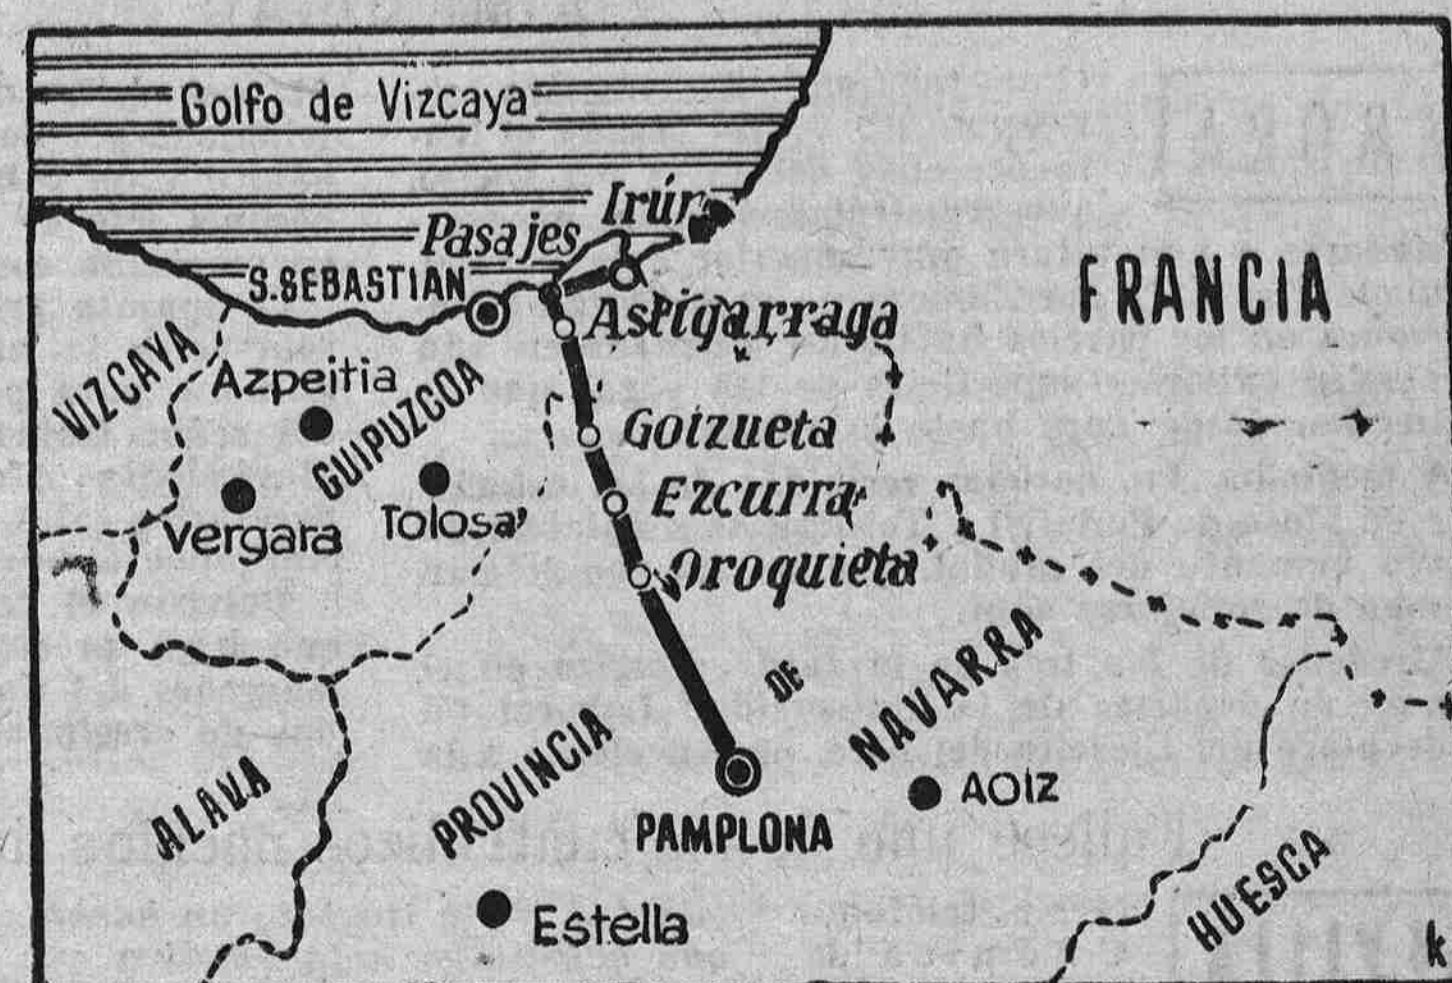 Golfo de Vizcaya
Irún
Pasajes
S.SEBASTIAN
FRANCIA
Astigarraga
VIZCAYA
Azpeitia
GUIPUZCOA
Goizueta
Vergara
Tolosa
Ezcurra
Oroquieta
PROVINCIA
DE
NAVARRA
ALAVA
PAMPLONA
AOIZ
Estella
HUESCA
k